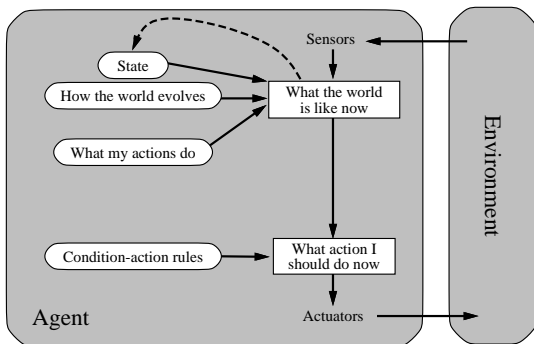 Sensors
State
How the world evolves
What the world
is like now
What my actions do
Condition-action rules
What action I
should do now
Agent
Actuators
Environment